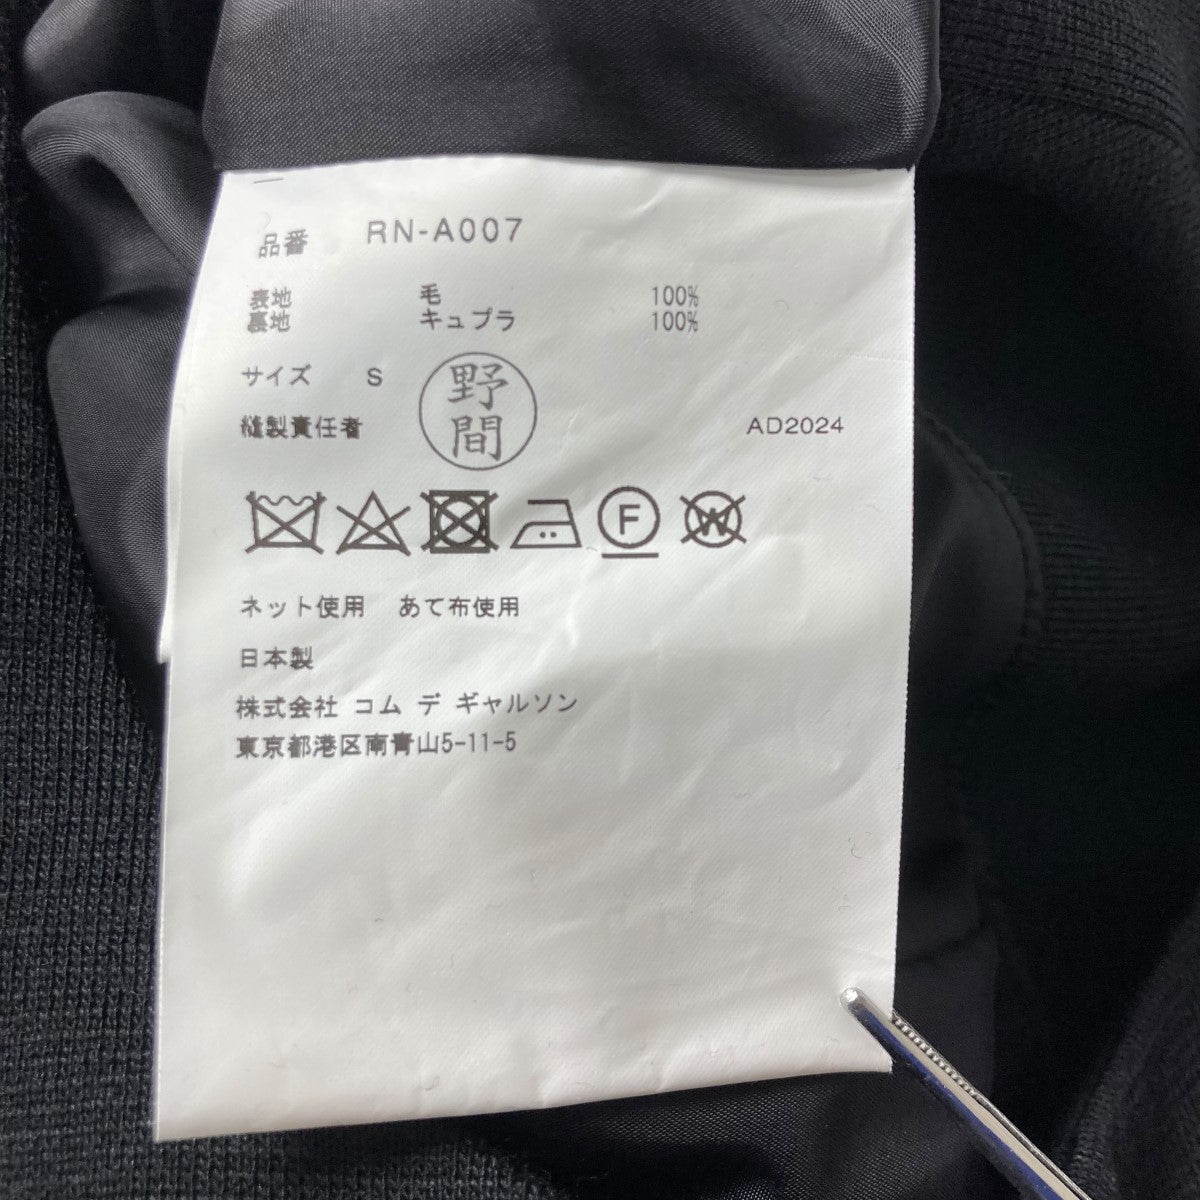 品番 RN-A007
表地 毛 100%
裏地 キュプラ 100%
サイズ S
野間
縫製責任者 AD2024
F W
ネット使用 あて布使用
日本製
株式会社 コム デ ギャルソン
東京都港区南青山5-11-5